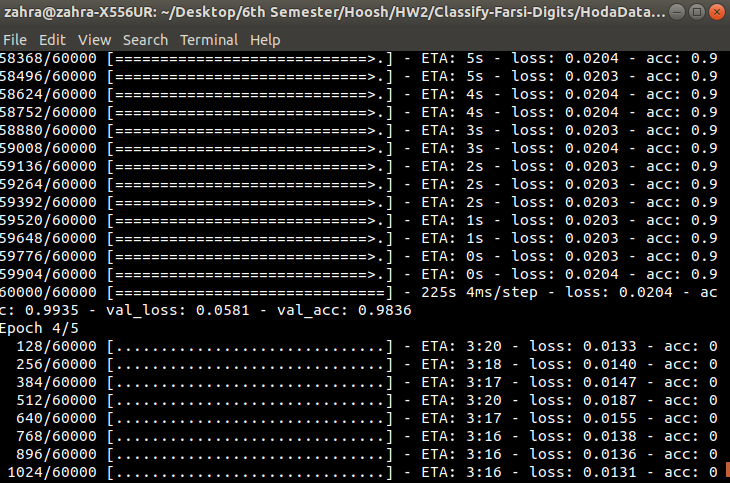 zahra@zahra-X556UR: ~/Desktop/6th Semester/Hoosh/HW2/Classify-Farsi-Digits/HodaData...
File Edit View Search Terminal Help
58368/60000 [============================>.] - ETA: 5s - loss: 0.0204 - acc: 0.9
58496/60000 [============================>.] - ETA: 5s - loss: 0.0203 - acc: 0.9
58624/60000 [============================>.] - ETA: 4s - loss: 0.0204 - acc: 0.9
58752/60000 [============================>.] - ETA: 4s - loss: 0.0204 - acc: 0.9
58880/60000 [============================>.] - ETA: 3s - loss: 0.0203 - acc: 0.9
59008/60000 [============================>.] - ETA: 3s - loss: 0.0204 - acc: 0.9
59136/60000 [============================>.] - ETA: 2s - loss: 0.0203 - acc: 0.9
59264/60000 [============================>.] - ETA: 2s - loss: 0.0203 - acc: 0.9
59392/60000 [============================>.] - ETA: 2s - loss: 0.0203 - acc: 0.9
59520/60000 [============================>.] - ETA: 1s - loss: 0.0203 - acc: 0.9
59648/60000 [============================>.] - ETA: 1s - loss: 0.0203 - acc: 0.9
59776/60000 [============================>.] - ETA: 0s - loss: 0.0203 - acc: 0.9
59904/60000 [============================>.] - ETA: 0s - loss: 0.0204 - acc: 0.9
60000/60000 [==============================] - 225s 4ms/step - loss: 0.0204 - ac
c: 0.9935 - val_loss: 0.0581 - val_acc: 0.9836
Epoch 4/5
128/60000 [..............................] - ETA: 3:20 - loss: 0.0133 - acc: 0
256/60000 [..............................] - ETA: 3:18 - loss: 0.0140 - acc: 0
384/60000 [..............................] - ETA: 3:17 - loss: 0.0147 - acc: 0
512/60000 [..............................] - ETA: 3:20 - loss: 0.0187 - acc: 0
640/60000 [..............................] - ETA: 3:17 - loss: 0.0155 - acc: 0
768/60000 [..............................] - ETA: 3:16 - loss: 0.0138 - acc: 0
896/60000 [..............................] - ETA: 3:16 - loss: 0.0136 - acc: 0
1024/60000 [..............................] - ETA: 3:16 - loss: 0.0131 - acc: 0